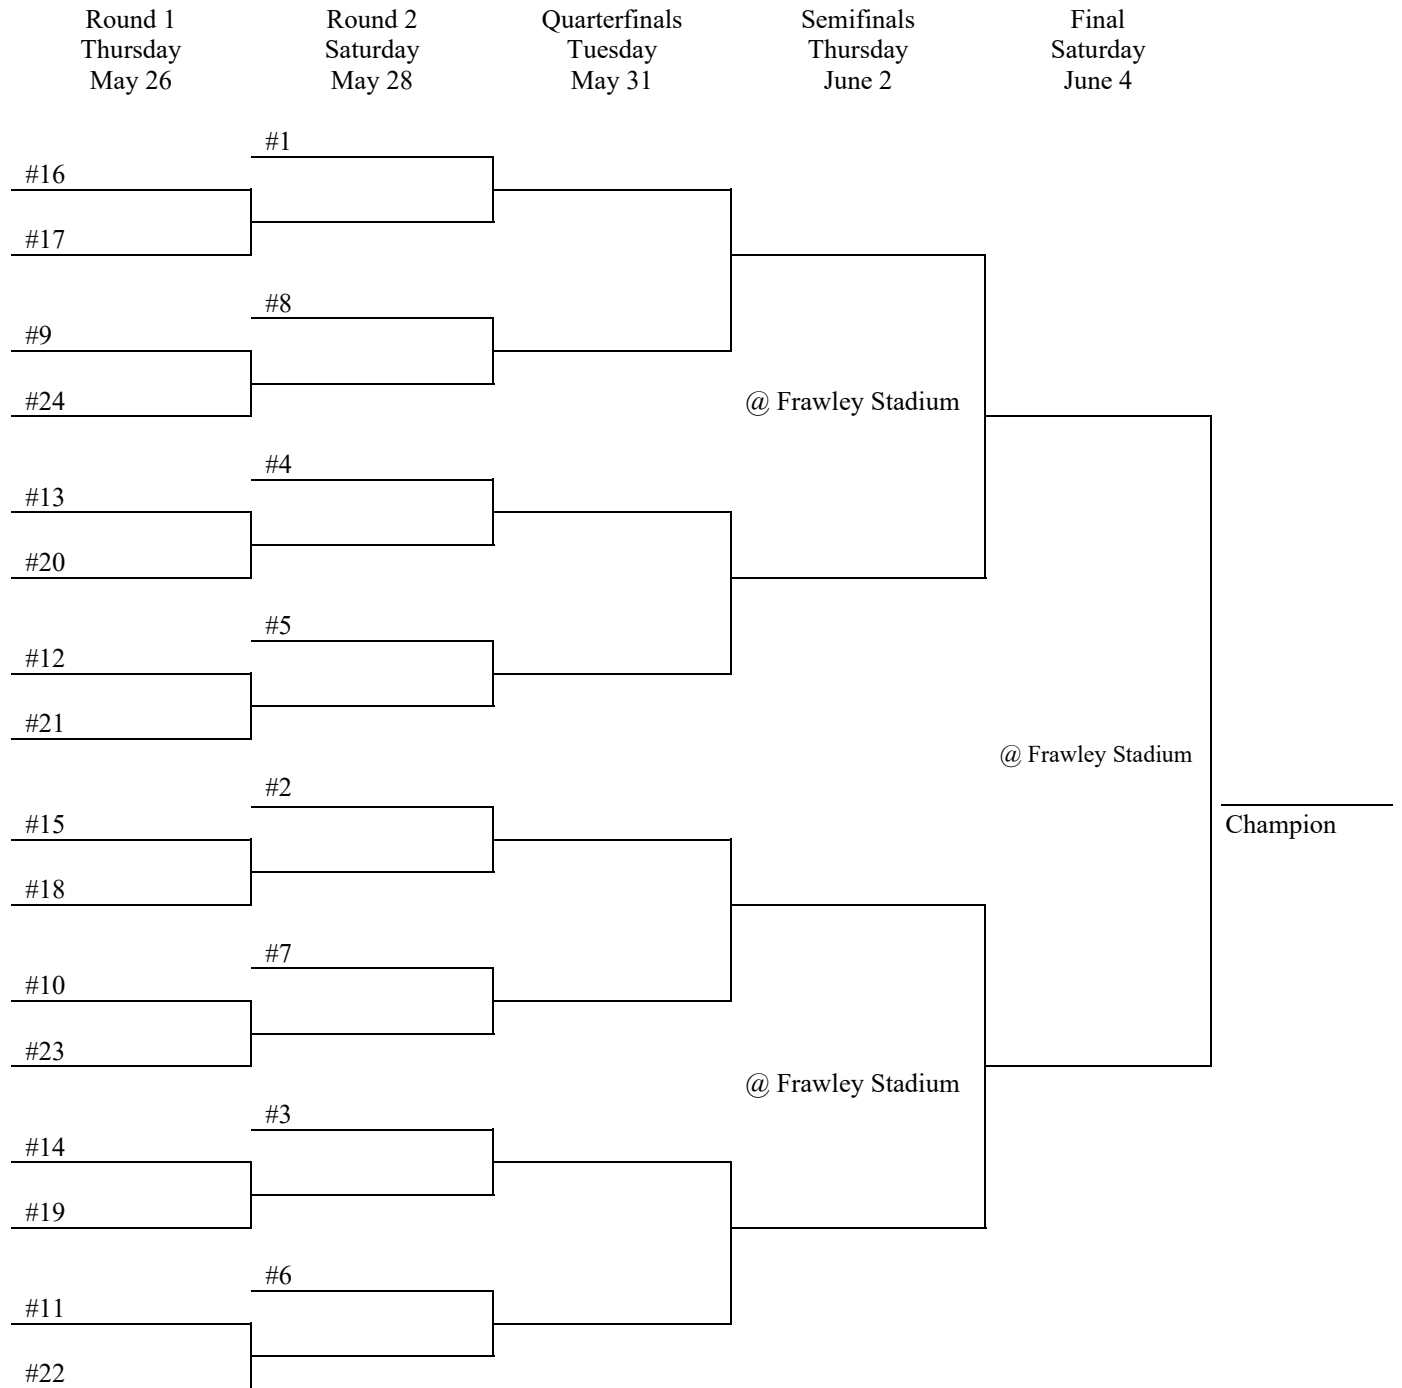 Round 1
Thursday
May 26
Round 2
Saturday
May 28
Quarterfinals
Tuesday
May 31
Semifinals
Thursday
June 2
Final
Saturday
June 4
#1
#16
#17
#8
#9
#24
@ Frawley Stadium
#4
#13
#20
#5
#12
#21
@ Frawley Stadium
#2
#15
Champion
#18
#7
#10
#23
@ Frawley Stadium
#3
#14
#19
#6
#11
#22